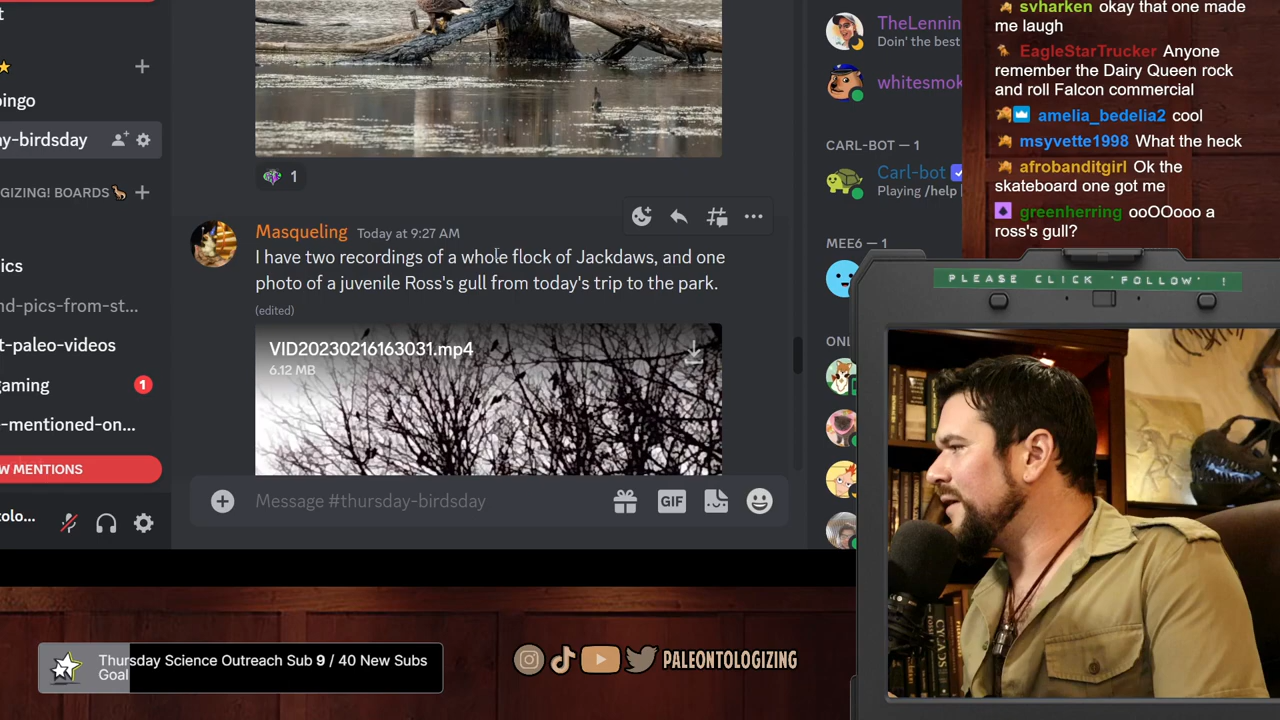 t
pingo
ay-birdsday
GIZING! BOARDS
ics
nd-pics-from-st...
t-paleo-videos
gaming
1
-mentioned-on...
W MENTIONS
tolo...
1
Masqueling Today at 9:27 AM
I have two recordings of a whole flock of Jackdaws, and one
photo of a juvenile Ross's gull from today's trip to the park.
(edited)
VID20230216163031.mp4
6.12 MB
Message #thursday-birdsday
GIF
TheLennin
Doin' the best
whitesmok
CARL-BOT — 1
Carl-bot
Playing /help
MEE6 — 1
ONL
svharken okay that one made
me laugh
EagleStarTrucker Anyone
remember the Dairy Queen rock
and roll Falcon commercial
amelia_bedelia2 cool
msyvette1998 What the heck
afrobanditgirl Ok the
skateboard one got me
greenherring ooOOooo a
ross's gull?
PLEASE CLICK 'FOLLOW' !
Thursday Science Outreach Sub 9 / 40 New Subs
Goal
PALEONTOLOGIZING